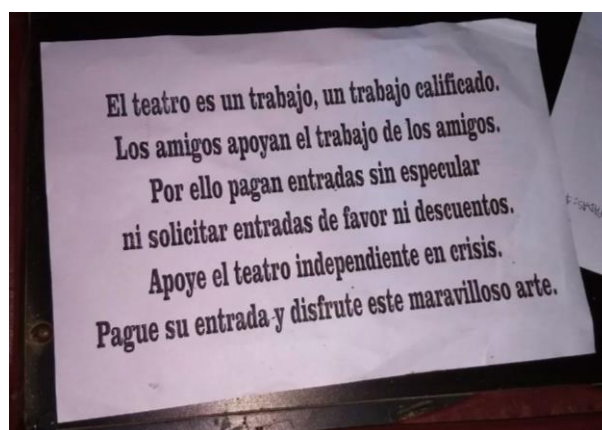 El teatro es un trabajo, un trabajo calificado.
Los amigos apoyan el trabajo de los amigos.
Por ello pagan entradas sin especular
ni solicitar entradas de favor ni descuentos.
Apoye el teatro independiente en crisis.
Pague su entrada y disfrute este maravilloso arte.